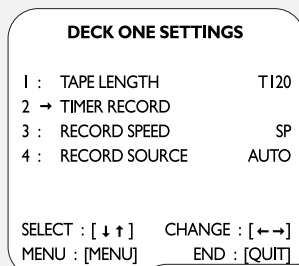 DECK ONE SETTINGS
1 : TAPE LENGTH T120
2 → TIMER RECORD
3 : RECORD SPEED SP
4 : RECORD SOURCE AUTO
SELECT : [↓↑] CHANGE : [←→]
MENU : [MENU] END : [QUIT]